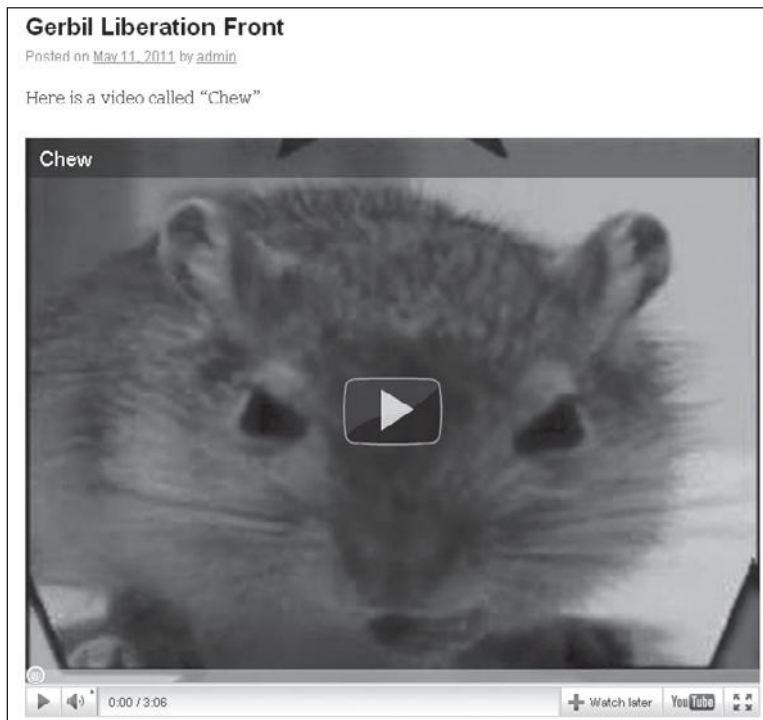 Gerbil Liberation Front
Posted on May 11, 2011 by admin
Here is a video called “Chew”
Chew
0:00 / 3:06
Watch later
YouTube